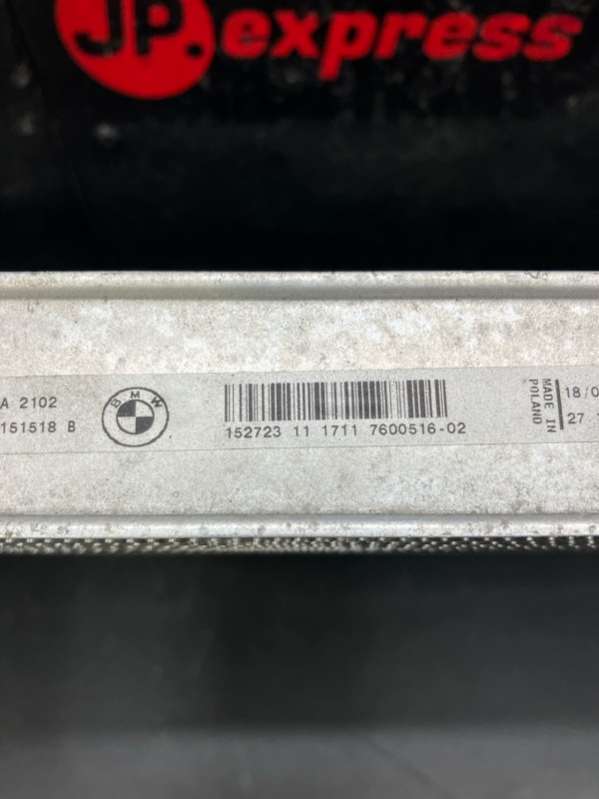 JP.express
A 2102
151518 B
BMW
152723 11 1711 7600516-02
MADE IN
POLAND
18/0
27